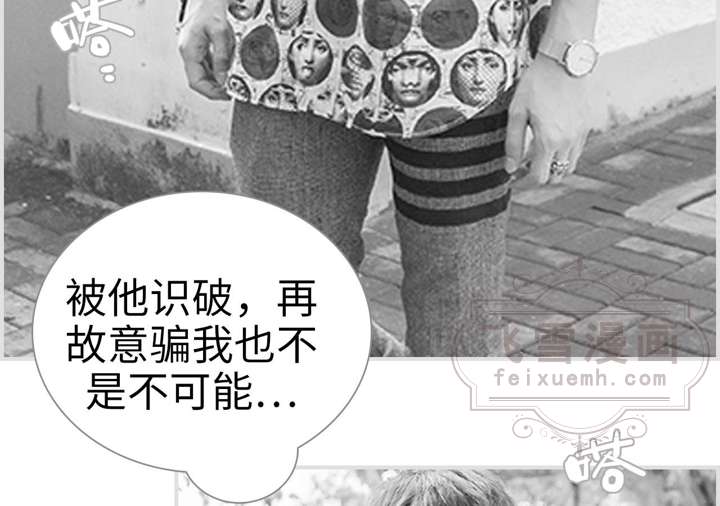 嗒
被他识破，再
故意骗我也不
是不可能...
飞雪漫画
feixuemh.com
嗒